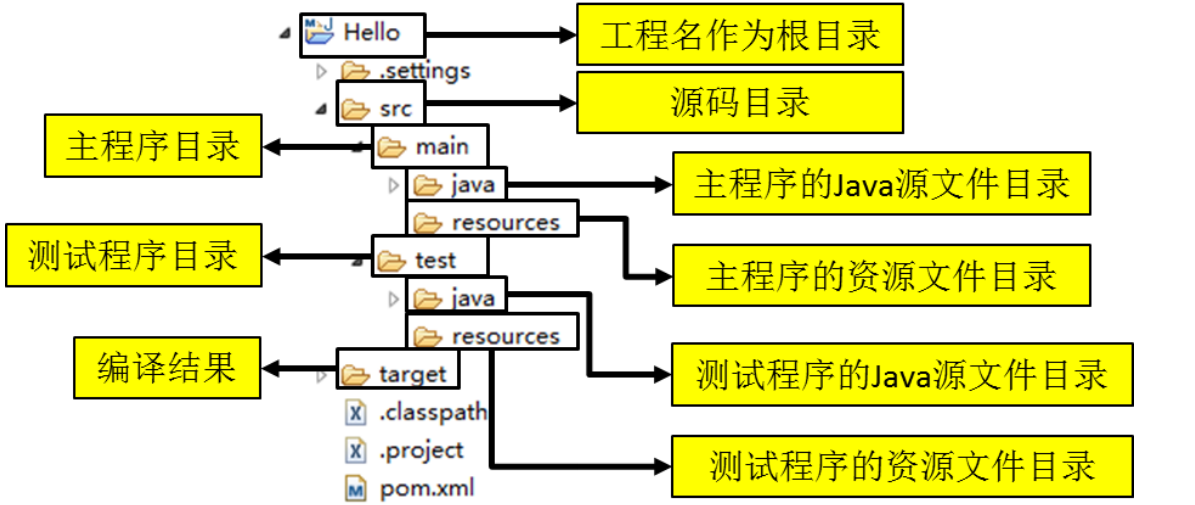 Hello
工程名作为根目录
.settings
src
源码目录
主程序目录
main
java
主程序的Java源文件目录
resources
测试程序目录
test
主程序的资源文件目录
java
resources
编译结果
target
测试程序的Java源文件目录
.classpath
.project
测试程序的资源文件目录
pom.xml